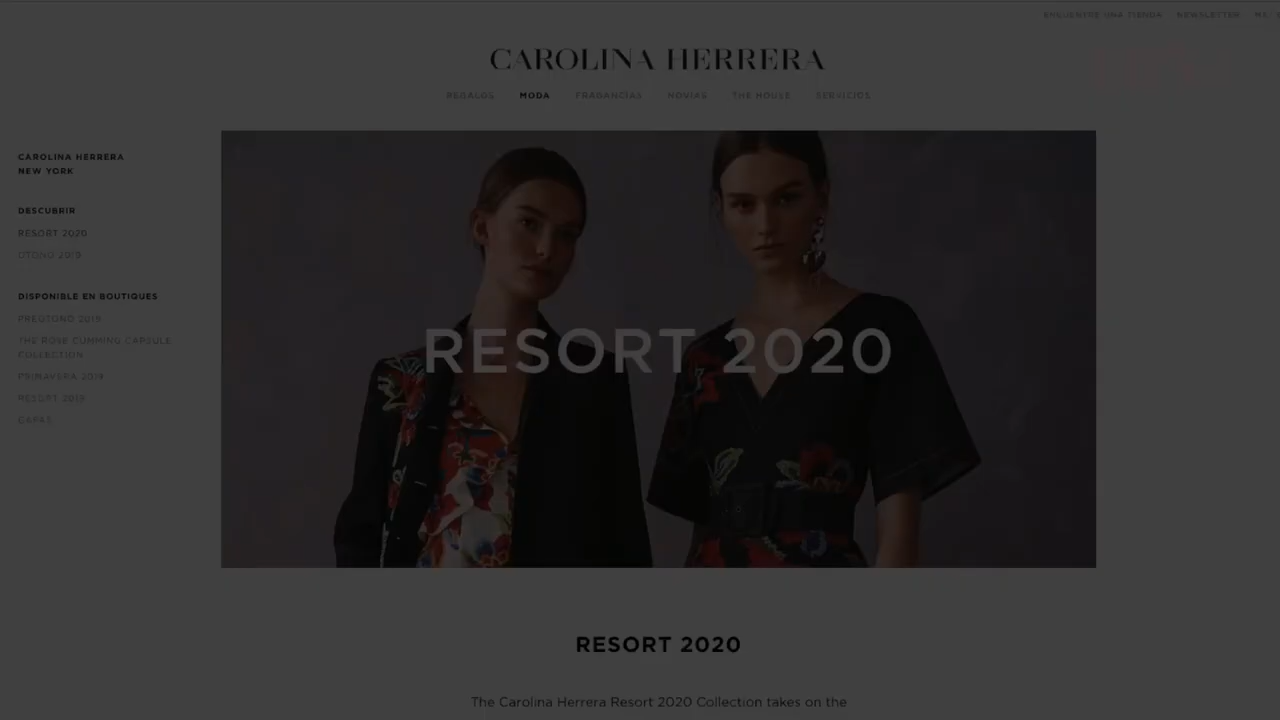 ENCUENTRE UNA TIENDA NEWSLETTER
CAROLINA HERRERA
REGALOS MODA FRAGANCIAS NOVIAS THE HOUSE SERVICIOS
CAROLINA HERRERA
NEW YORK
DESCUBRIR
RESORT 2020
OTOÑO 2019
DISPONIBLE EN BOUTIQUES
PREOTOÑO 2019
THE ROSE CUMMING CAPSULE
COLLECTION
PRIMAVERA 2019
RESORT 2019
CAPAS
RESORT 2020
RESORT 2020
The Carolina Herrera Resort 2020 Collection takes on the